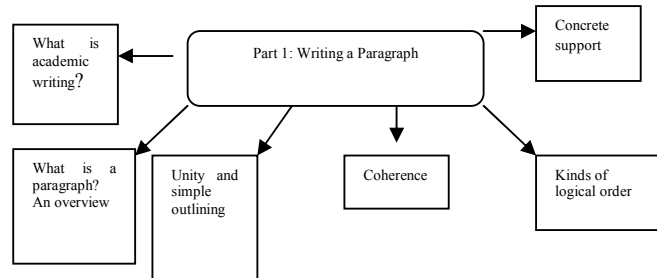 What is
academic
writing?
Part 1: Writing a Paragraph
Concrete
support
What is a
paragraph?
An overview
Unity and
simple
outlining
Coherence
Kinds of
logical order